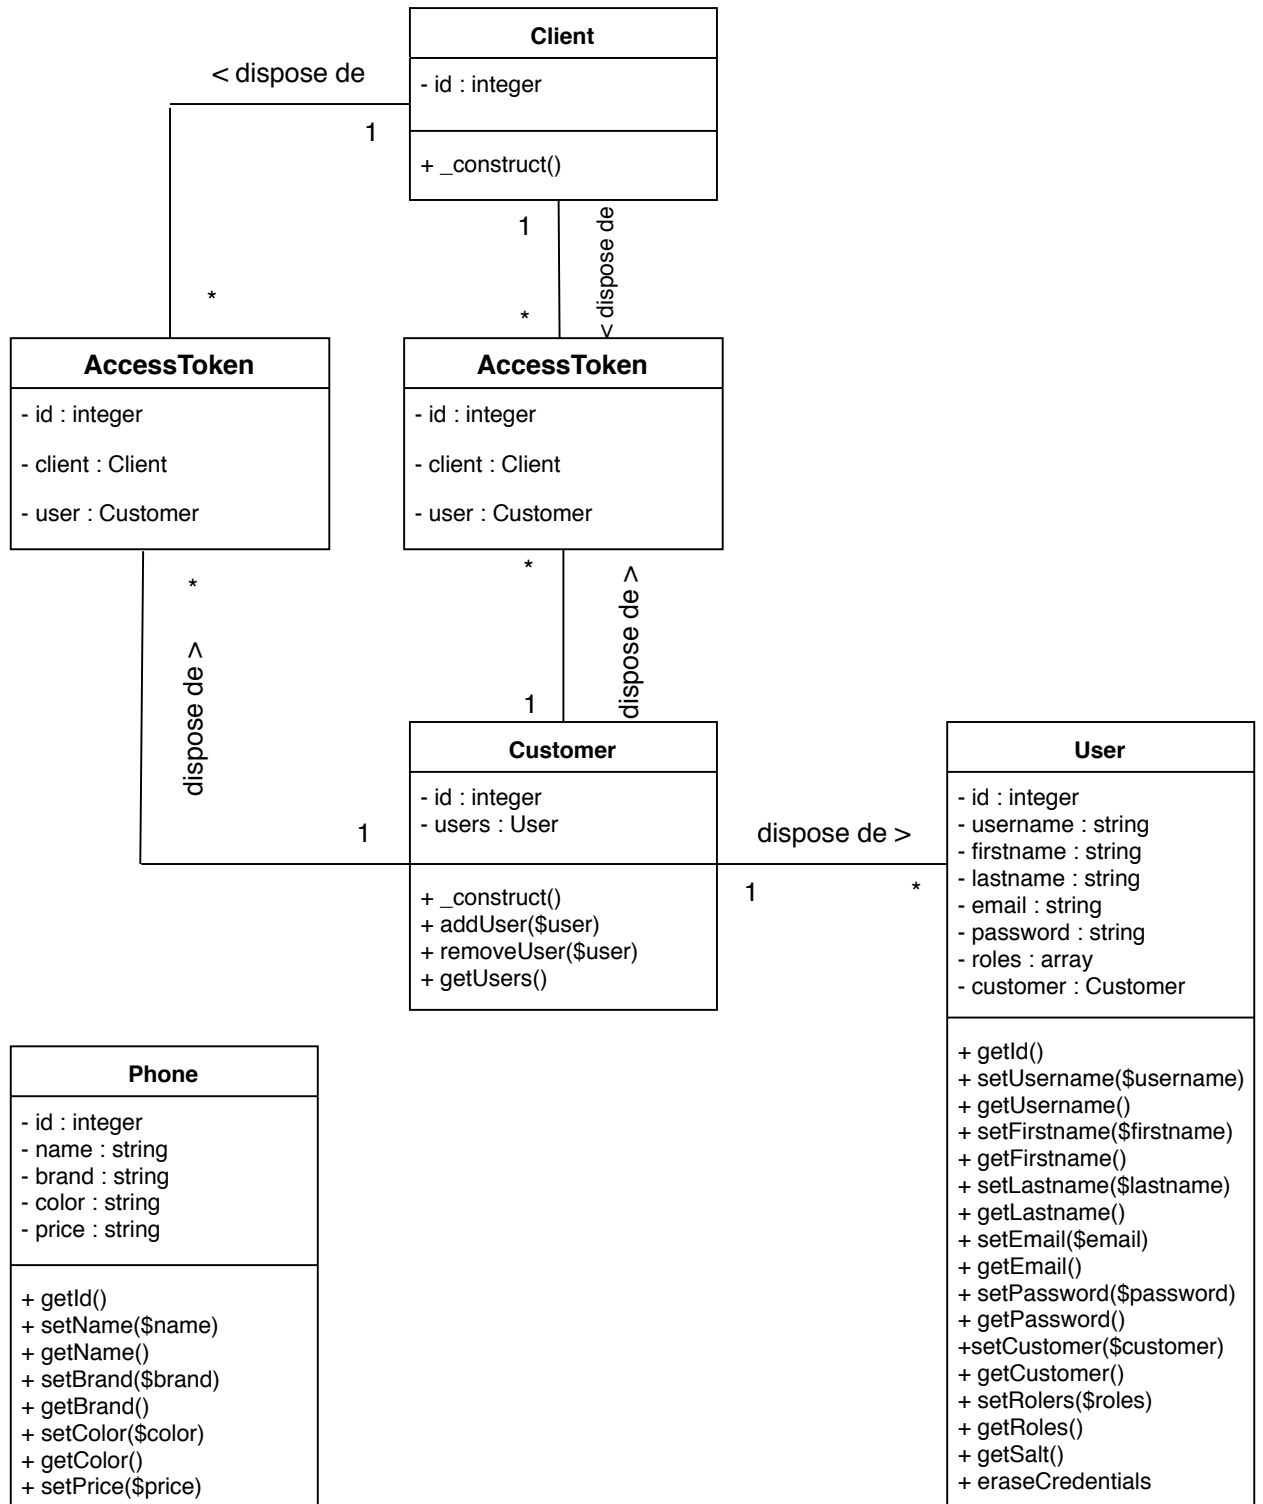 Client
- id : integer
+ _construct()
< dispose de
1
*
1
< dispose de
*
AccessToken
- id : integer
- client : Client
- user : Customer
AccessToken
- id : integer
- client : Client
- user : Customer
*
dispose de >
1
*
dispose de >
1
Customer
- id : integer
- users : User
+ _construct()
+ addUser($user)
+ removeUser($user)
+ getUsers()
dispose de >
1
*
User
- id : integer
- username : string
- firstname : string
- lastname : string
- email : string
- password : string
- roles : array
- customer : Customer
+ getId()
+ setUsername($username)
+ getUsername()
+ setFirstname($firstname)
+ getFirstname()
+ setLastname($lastname)
+ getLastname()
+ setEmail($email)
+ getEmail()
+ setPassword($password)
+ getPassword()
+setCustomer($customer)
+ getCustomer()
+ setRolers($roles)
+ getRoles()
+ getSalt()
+ eraseCredentials
Phone
- id : integer
- name : string
- brand : string
- color : string
- price : string
+ getId()
+ setName($name)
+ getName()
+ setBrand($brand)
+ getBrand()
+ setColor($color)
+ getColor()
+ setPrice($price)